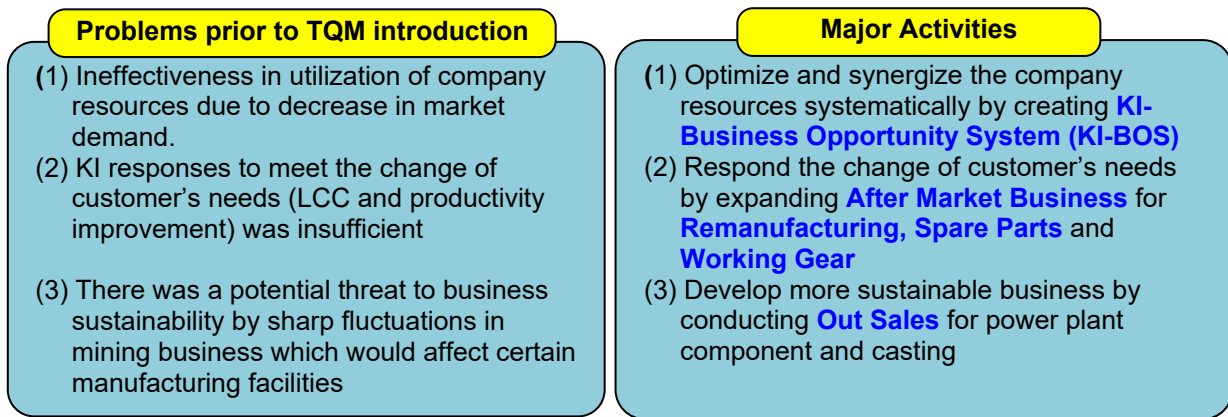 Problems prior to TQM introduction
(1) Ineffectiveness in utilization of company
resources due to decrease in market
demand.
(2) KI responses to meet the change of
customer’s needs (LCC and productivity
improvement) was insufficient
(3) There was a potential threat to business
sustainability by sharp fluctuations in
mining business which would affect certain
manufacturing facilities
Major Activities
(1) Optimize and synergize the company
resources systematically by creating KI-
Business Opportunity System (KI-BOS)
(2) Respond the change of customer’s needs
by expanding After Market Business for
Remanufacturing, Spare Parts and
Working Gear
(3) Develop more sustainable business by
conducting Out Sales for power plant
component and casting